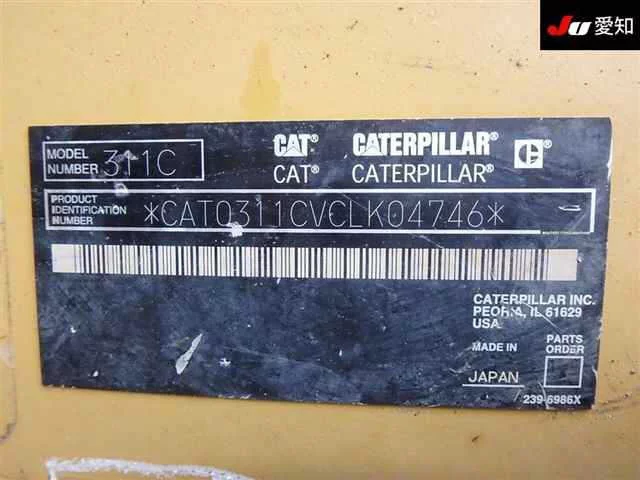 Ju 愛知
MODEL NUMBER 311C
CAT® CATERPILLAR®
CAT® CATERPILLAR®
PRODUCT IDENTIFICATION NUMBER *CAT0311CVCLK04746*
CATERPILLAR INC.
PEORIA, IL 61629
USA
MADE IN
JAPAN
PARTS ORDER
239-6986X